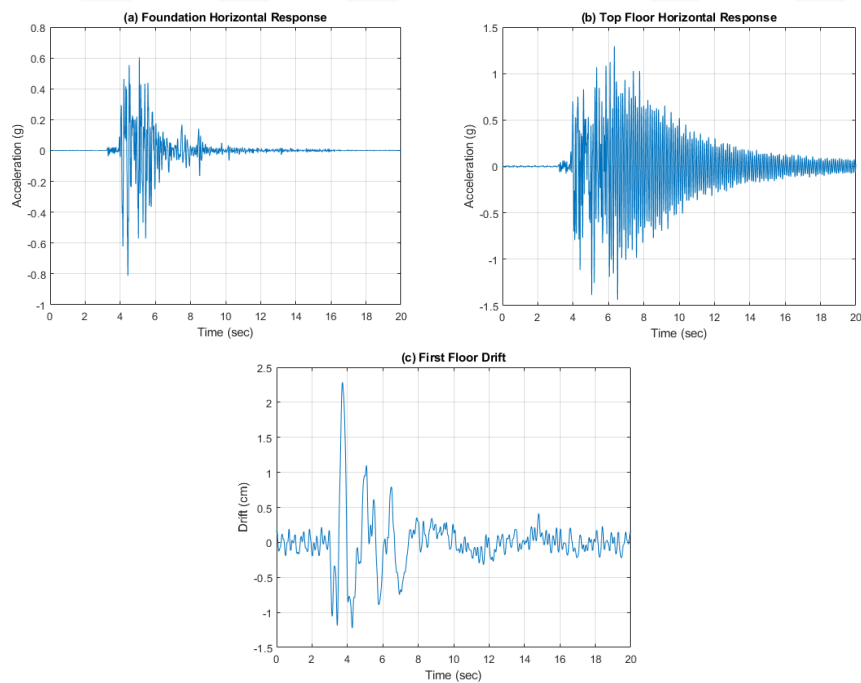 (a) Foundation Horizontal Response
0.8
0.6
0.4
0.2
0
-0.2
-0.4
-0.6
-0.8
-1
Acceleration (g)
0 2 4 6 8 10 12 14 16 18 20
Time (sec)
(b) Top Floor Horizontal Response
1.5
1
0.5
0
-0.5
-1
-1.5
Acceleration (g)
0 2 4 6 8 10 12 14 16 18 20
Time (sec)
(c) First Floor Drift
2.5
2
1.5
1
0.5
0
-0.5
-1
-1.5
Drift (cm)
0 2 4 6 8 10 12 14 16 18 20
Time (sec)